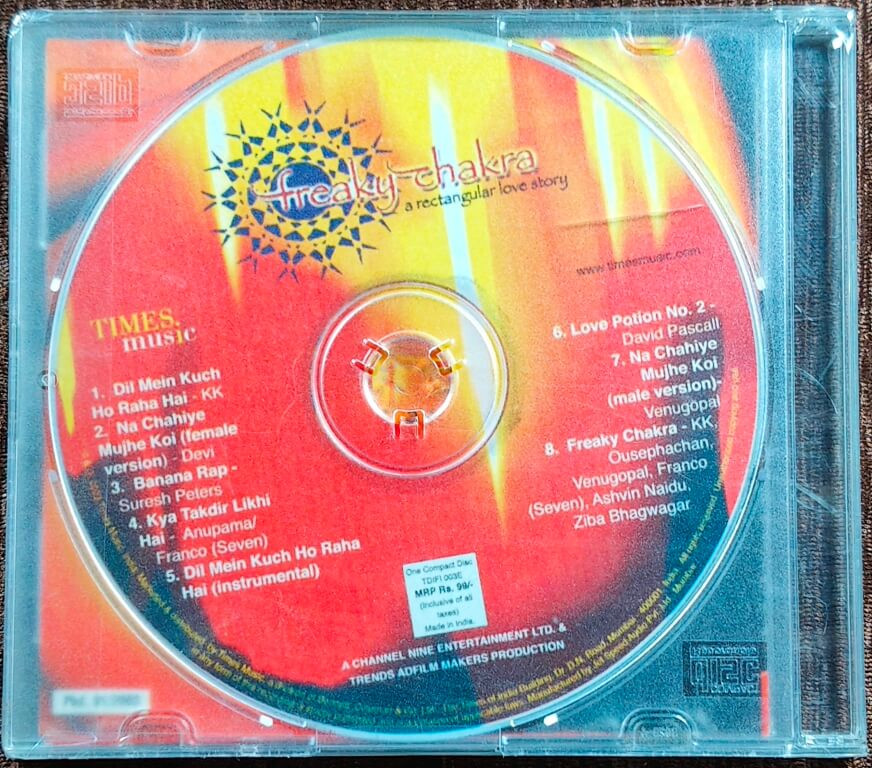 freaky chakra
a rectangular love story
www.timesmusic.com
TIMES
music
1. Dil Mein Kuch
Ho Raha Hai - KK
2. Na Chahiye
Mujhe Koi (female
version) - Devi
3. Banana Rap -
Suresh Peters
4. Kya Takdir Likhi
Hai - Anupama/
Franco (Seven)
5. Dil Mein Kuch Ho Raha
Hai (instrumental)
6. Love Potion No. 2 -
David Pascall
7. Na Chahiye
Mujhe Koi
(male version)-
Venugopal
8. Freaky Chakra - KK,
Ousephachan,
Venugopal, Franco
(Seven), Ashvin Naidu,
Ziba Bhagwagar
One Compact Disc
TDIFI 003E
MRP Rs. 99/-
(Inclusive of all
taxes)
Made in India.
A CHANNEL NINE ENTERTAINMENT LTD. &
TRENDS ADFILM MAKERS PRODUCTION